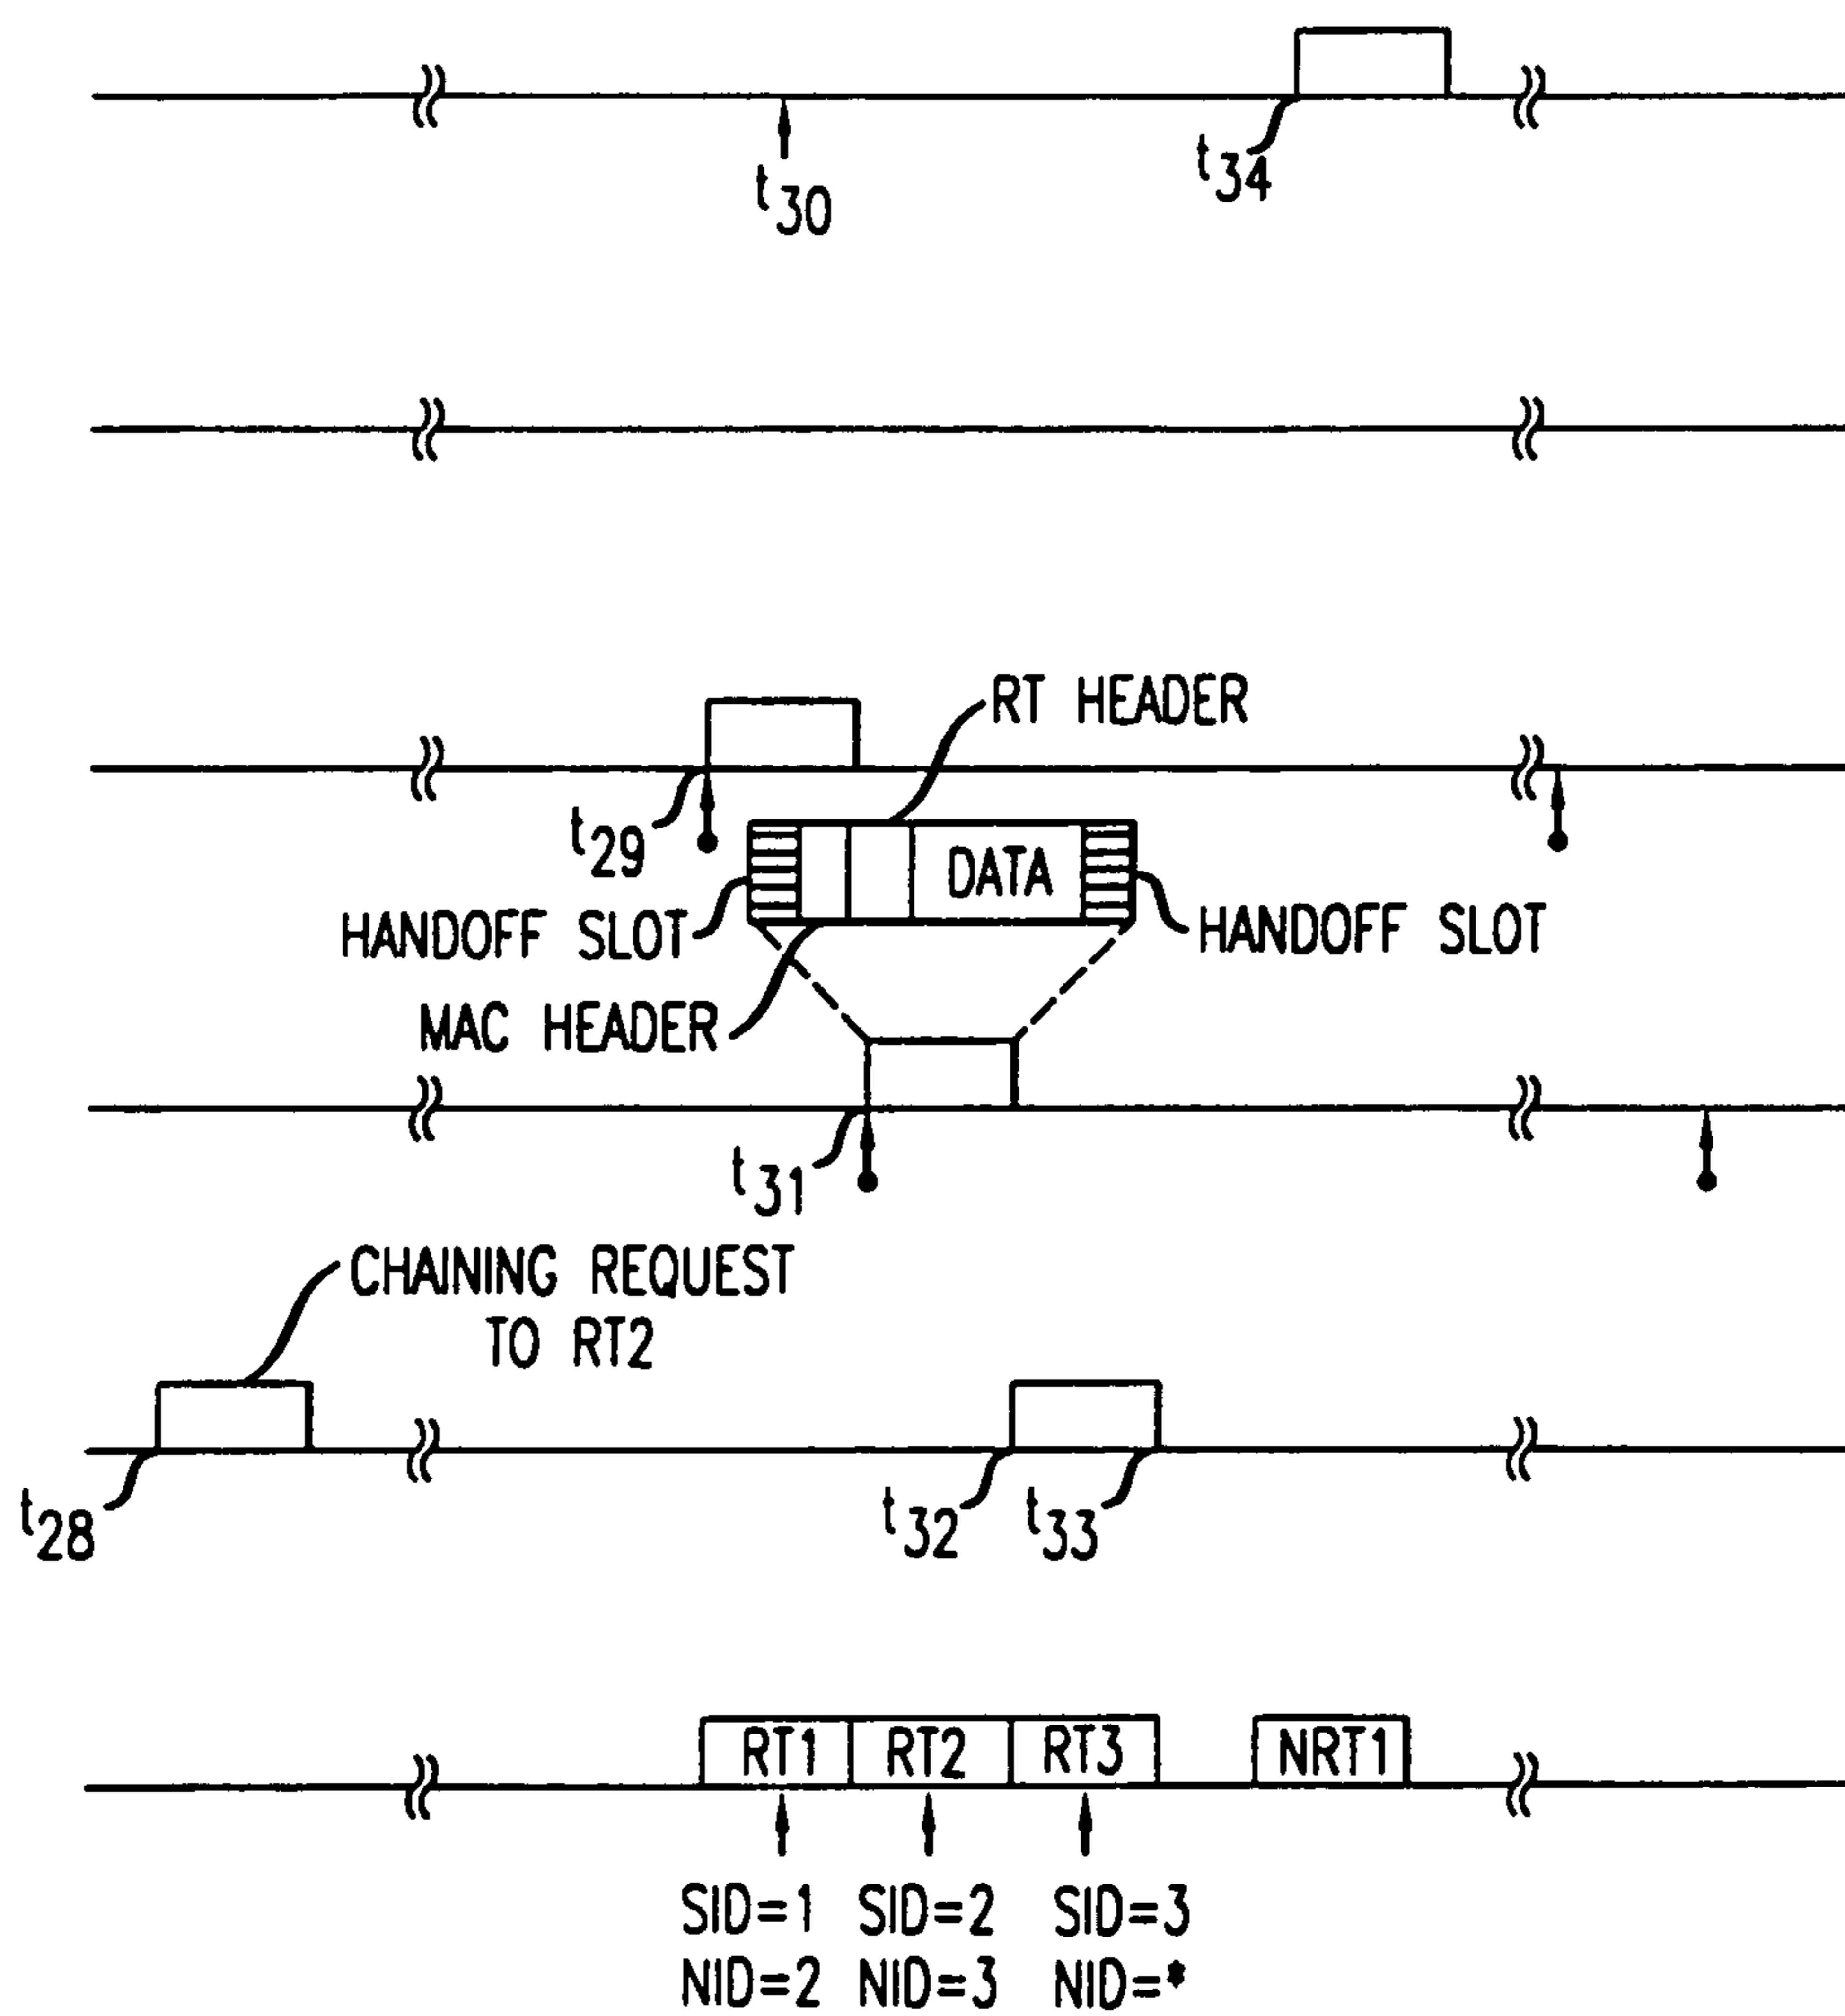 t30
t34
RT HEADER
t29
DATA
HANDOFF SLOT
HANDOFF SLOT
MAC HEADER
t31
CHAINING REQUEST
TO RT2
t28
t32
t33
RT1 RT2 RT3 NRT1
SID=1 SID=2 SID=3
NID=2 NID=3 NID=*